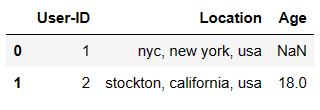 User-ID Location Age
0 1 nyc, new york, usa NaN
1 2 stockton, california, usa 18.0